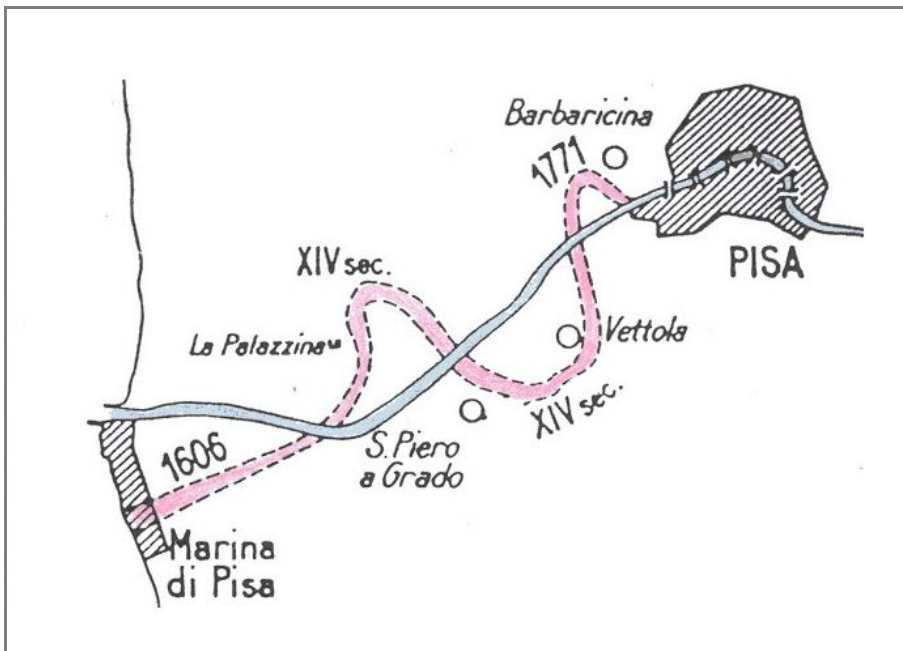 Barbaricina
1771
PISA
XIV sec.
La Palazzina
Vettola
XIV sec.
S. Piero
a Grado
1606
Marina
di Pisa